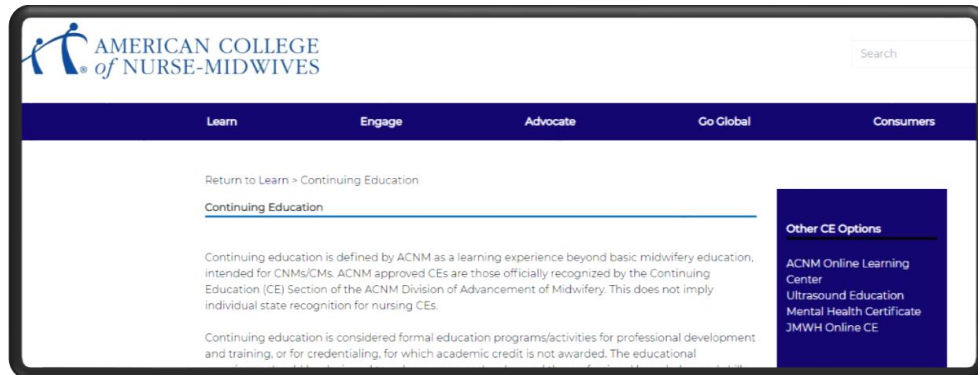 AMERICAN COLLEGE
of NURSE-MIDWIVES
®
Search
Learn
Engage
Advocate
Go Global
Consumers
Return to Learn > Continuing Education
Continuing Education
Continuing education is defined by ACNM as a learning experience beyond basic midwifery education,
intended for CNMs/CMs. ACNM approved CEs are those officially recognized by the Continuing
Education (CE) Section of the ACNM Division of Advancement of Midwifery. This does not imply
individual state recognition for nursing CEs.
Continuing education is considered formal education programs/activities for professional development
and training, or for credentialing, for which academic credit is not awarded. The educational
Other CE Options
ACNM Online Learning
Center
Ultrasound Education
Mental Health Certificate
JMWH Online CE